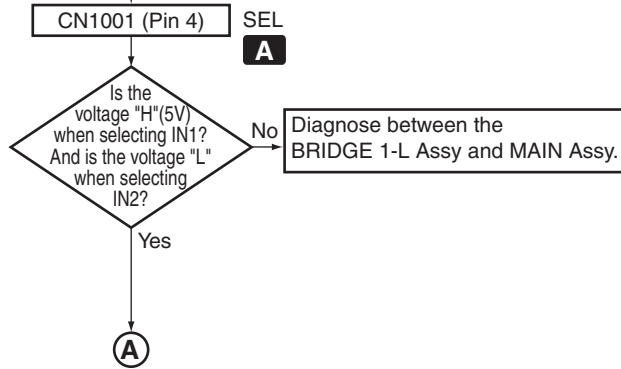 CN1001 (Pin 4)
SEL
A
Is the
voltage "H"(5V)
when selecting IN1?
And is the voltage "L"
when selecting
IN2?
No
Diagnose between the
BRIDGE 1-L Assy and MAIN Assy.
Yes
A